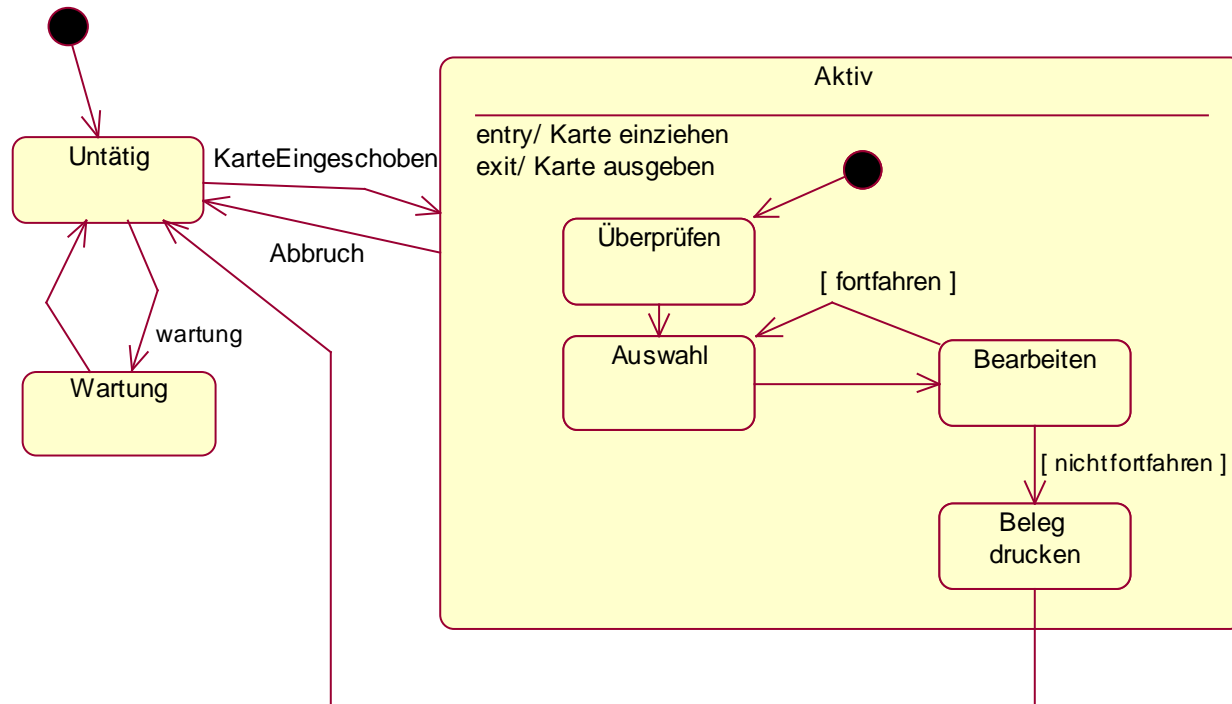 Aktiv
entry/ Karte einziehen
exit/ Karte ausgeben
Untätig
KarteEingeschoben
Abbruch
wartung
Wartung
Überprüfen
[ fortfahren ]
Auswahl
Bearbeiten
[ nichtfortfahren ]
Beleg
drucken